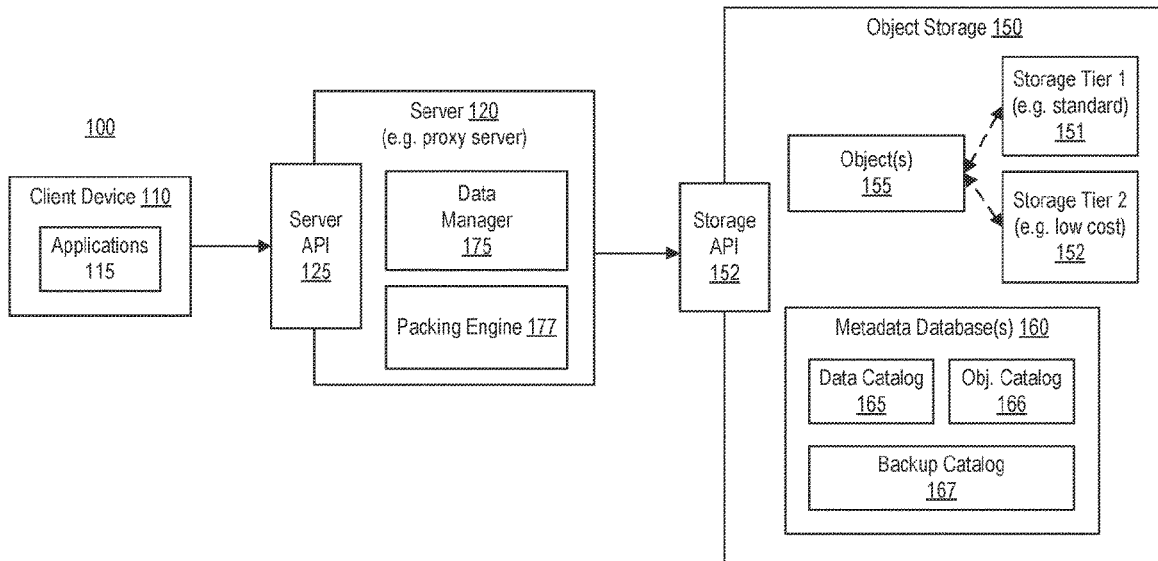 100
Client Device 110
Applications
115
Server API
125
Server 120
(e.g. proxy server)
Data
Manager
175
Packing Engine 177
Storage
API
152
Object Storage 150
Object(s)
155
Storage Tier 1
(e.g. standard)
151
Storage Tier 2
(e.g. low cost)
152
Metadata Database(s) 160
Data Catalog
165
Obj. Catalog
166
Backup Catalog
167